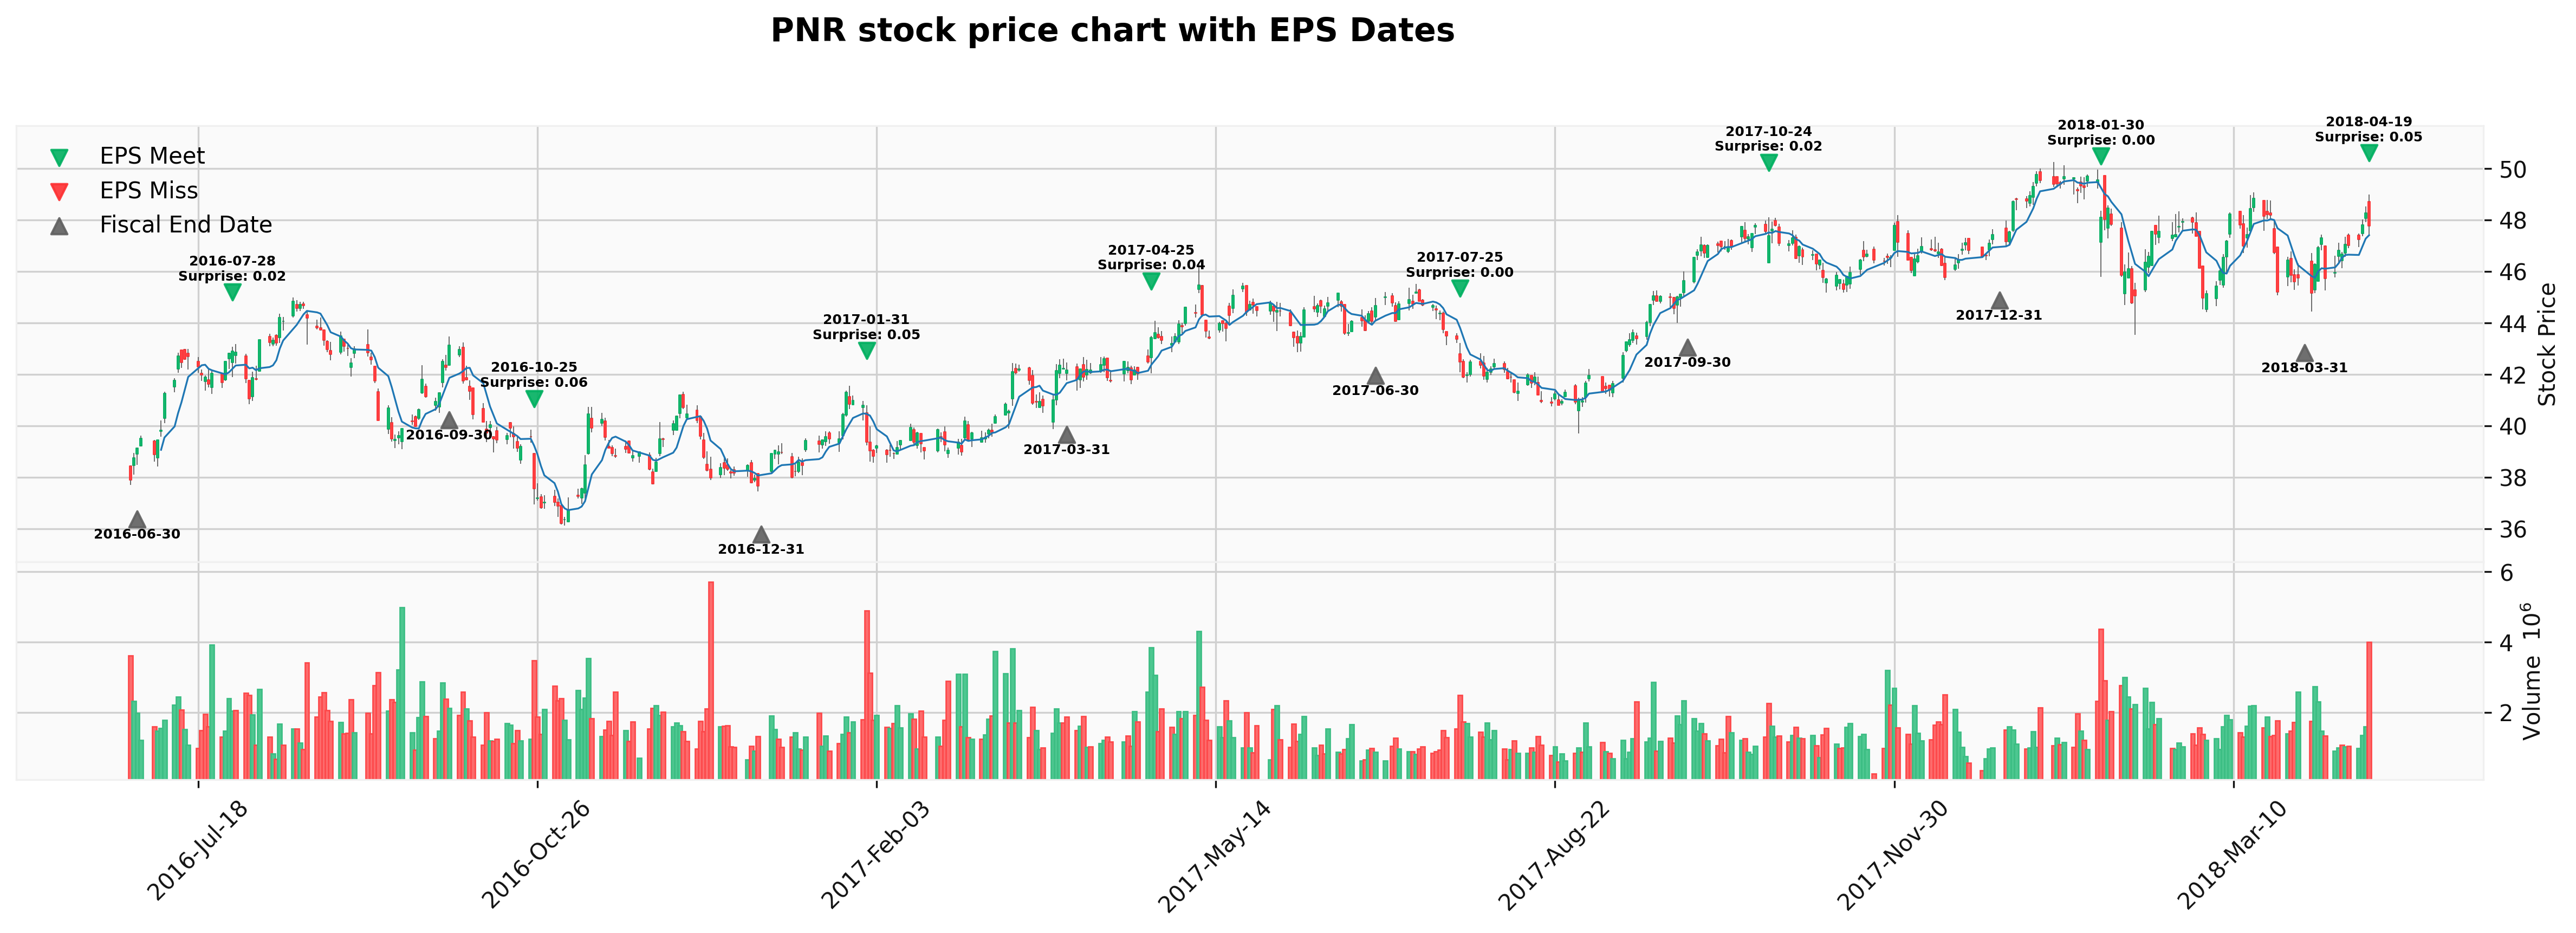 PNR stock price chart with EPS Dates
EPS Meet
EPS Miss
Fiscal End Date
2016-07-28
Surprise: 0.02
2016-10-25
Surprise: 0.06
2017-01-31
Surprise: 0.05
2017-04-25
Surprise: 0.04
2017-07-25
Surprise: 0.00
2017-10-24
Surprise: 0.02
2018-01-30
Surprise: 0.00
2018-04-19
Surprise: 0.05
2016-06-30
2016-09-30
2016-12-31
2017-03-31
2017-06-30
2017-09-30
2017-12-31
2018-03-31
50
48
46
44
42
40
38
36
Stock Price
6
4
2
Volume 10^6
2016-Jul-18
2016-Oct-26
2017-Feb-03
2017-May-14
2017-Aug-22
2017-Nov-30
2018-Mar-10